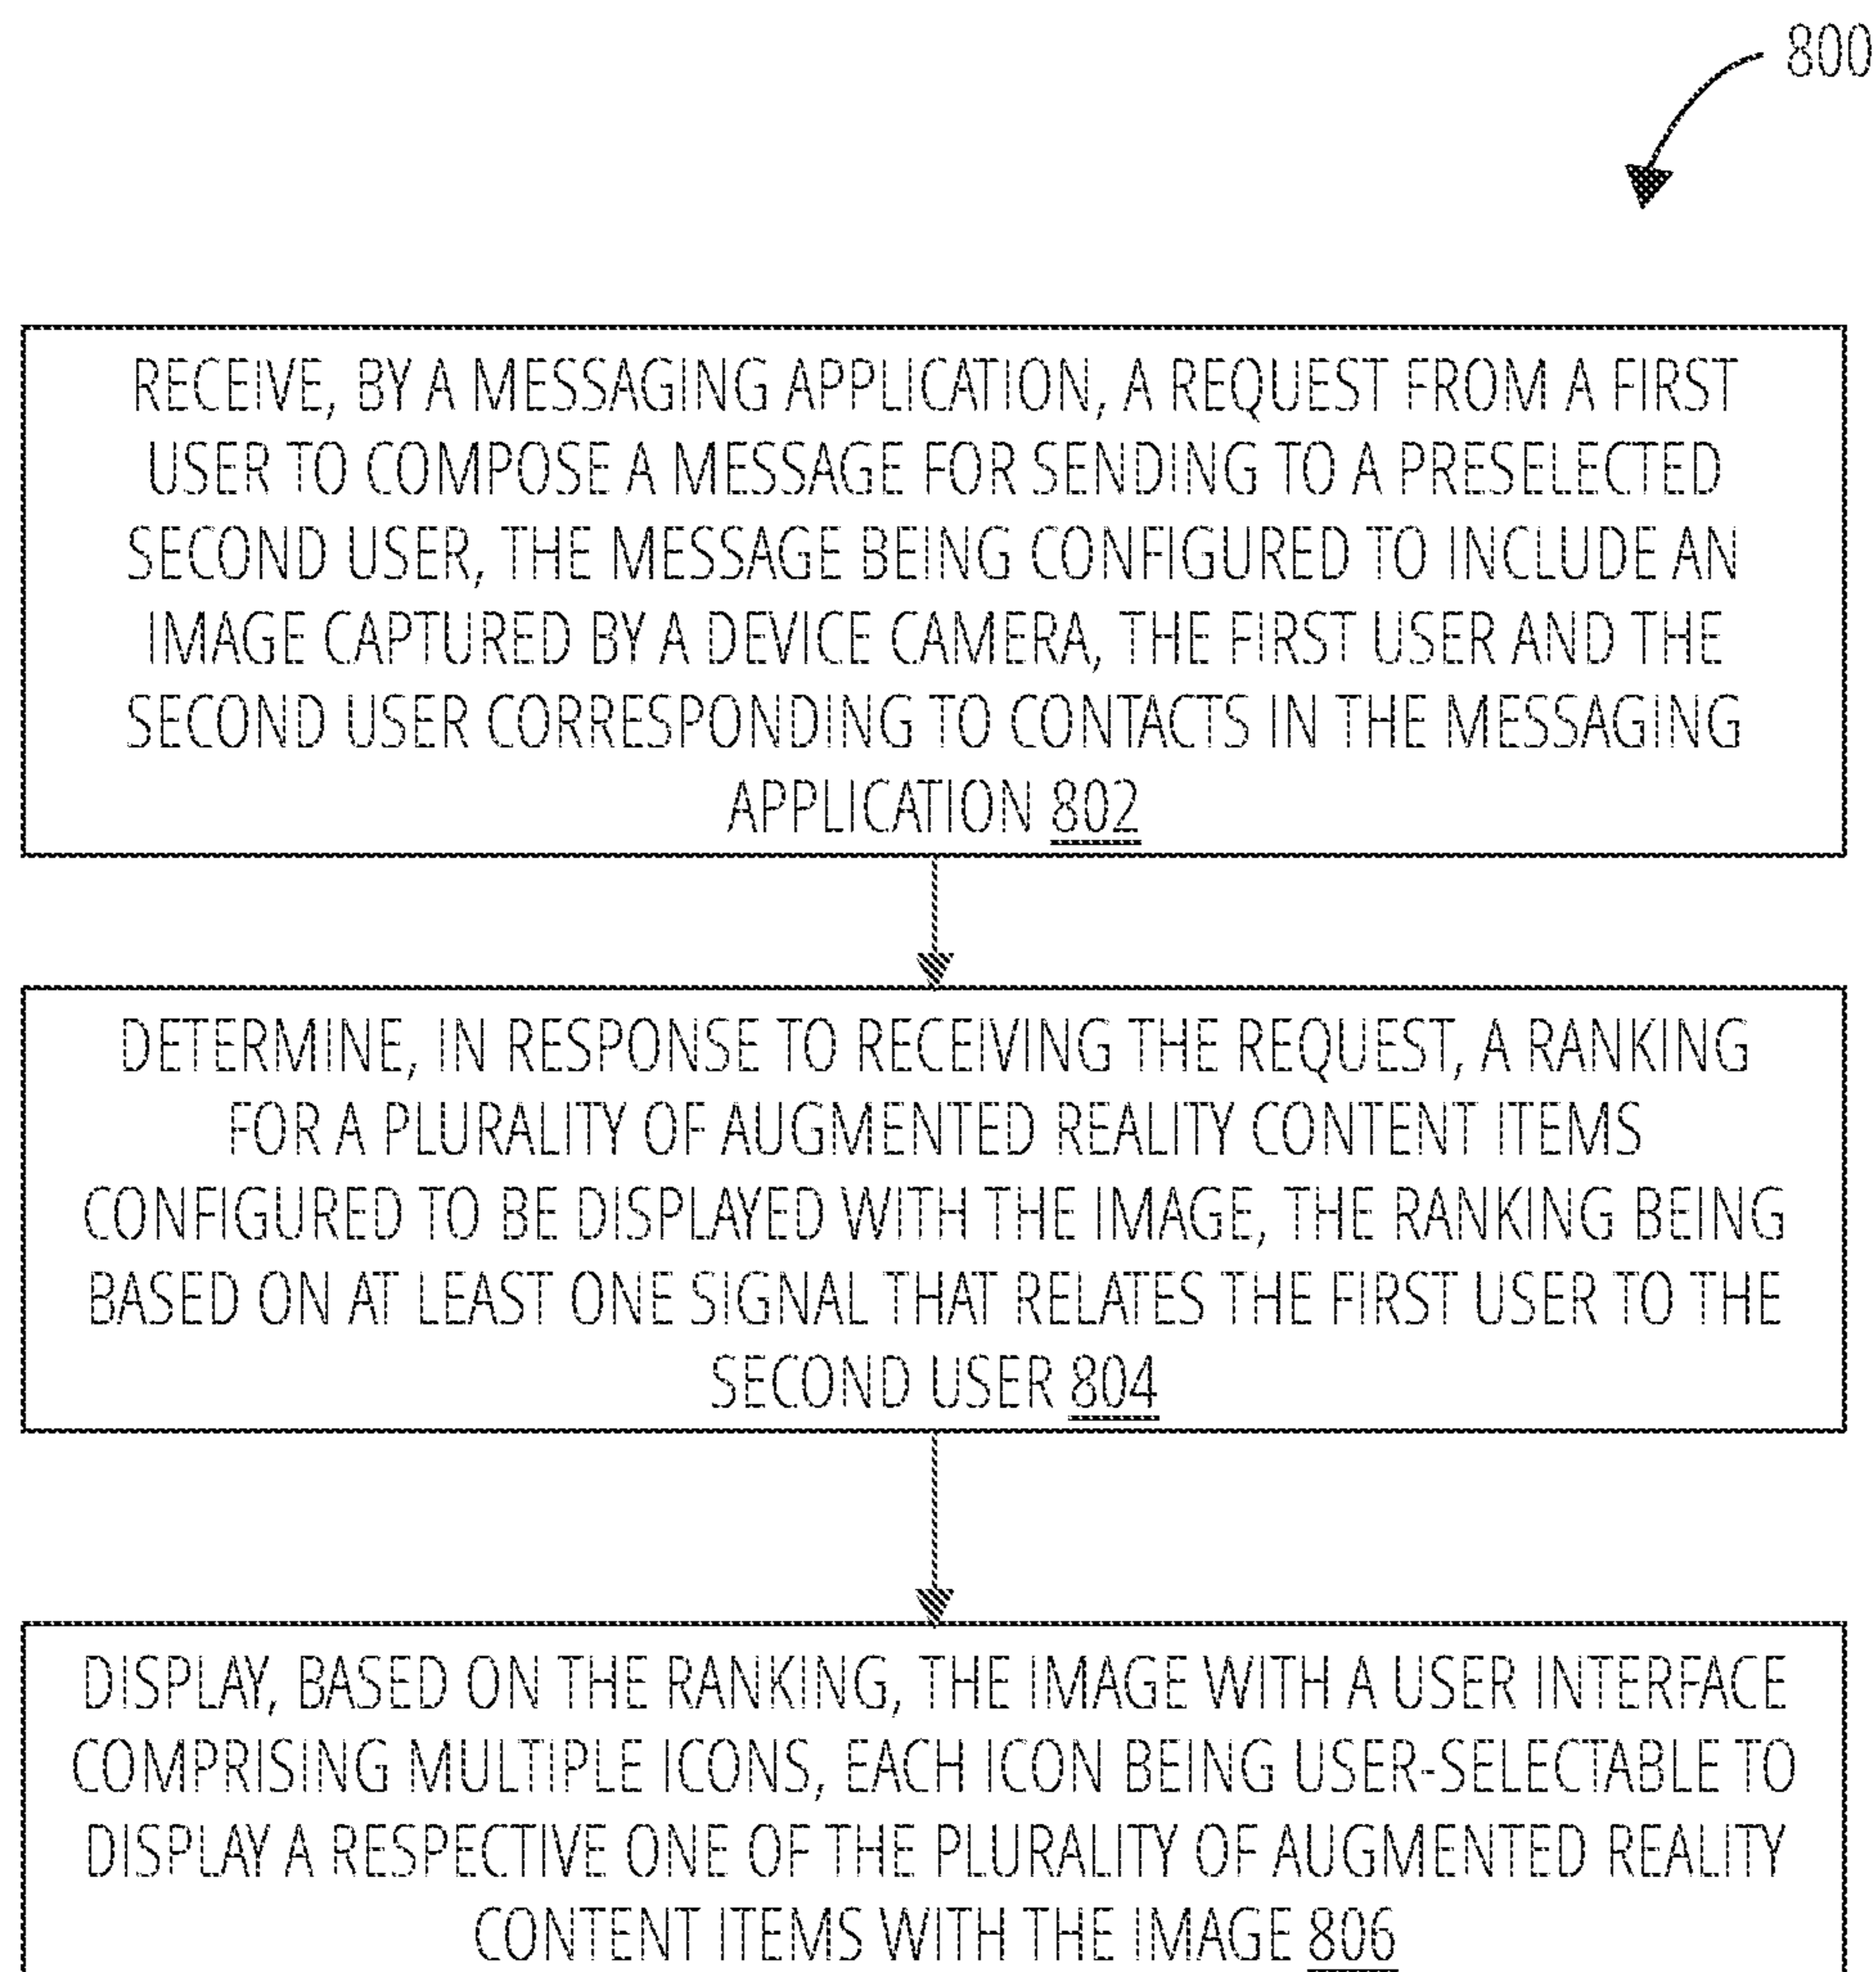 800
RECEIVE, BY A MESSAGING APPLICATION, A REQUEST FROM A FIRST
USER TO COMPOSE A MESSAGE FOR SENDING TO A PRESELECTED
SECOND USER, THE MESSAGE BEING CONFIGURED TO INCLUDE AN
IMAGE CAPTURED BY A DEVICE CAMERA, THE FIRST USER AND THE
SECOND USER CORRESPONDING TO CONTACTS IN THE MESSAGING
APPLICATION 802
DETERMINE, IN RESPONSE TO RECEIVING THE REQUEST, A RANKING
FOR A PLURALITY OF AUGMENTED REALITY CONTENT ITEMS
CONFIGURED TO BE DISPLAYED WITH THE IMAGE, THE RANKING BEING
BASED ON AT LEAST ONE SIGNAL THAT RELATES THE FIRST USER TO THE
SECOND USER 804
DISPLAY, BASED ON THE RANKING, THE IMAGE WITH A USER INTERFACE
COMPRISING MULTIPLE ICONS, EACH ICON BEING USER-SELECTABLE TO
DISPLAY A RESPECTIVE ONE OF THE PLURALITY OF AUGMENTED REALITY
CONTENT ITEMS WITH THE IMAGE 806